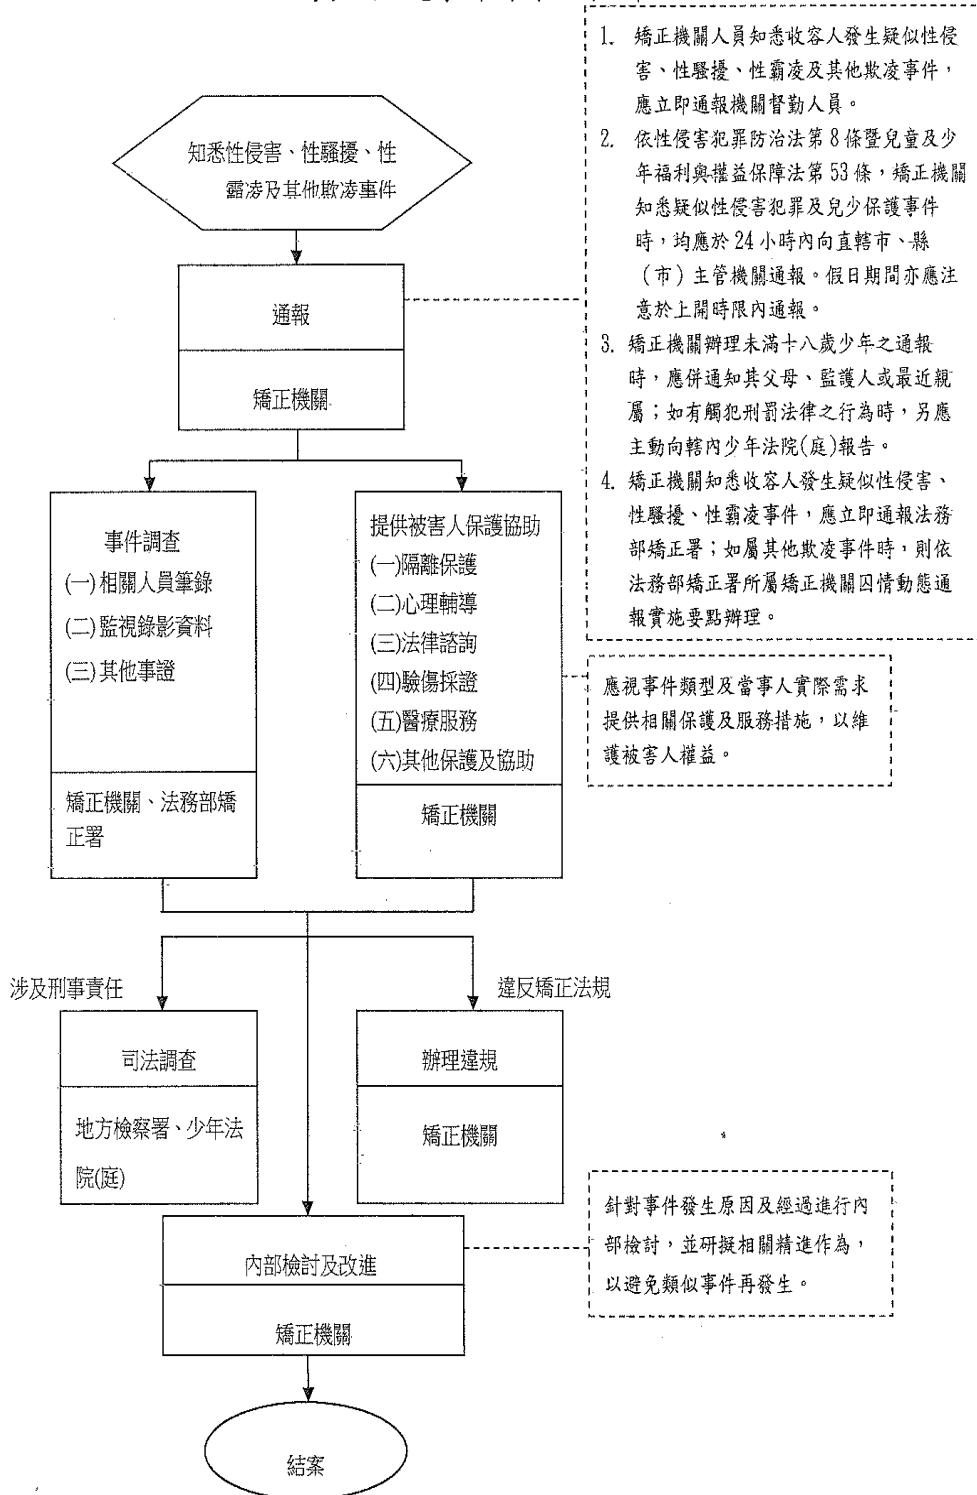 知悉性侵害、性騷擾、性
霸凌及其他欺凌事件
通報
矯正機關
1. 矯正機關人員知悉收容人發生疑似性侵
害、性騷擾、性霸凌及其他欺凌事件，
應立即通報機關督勤人員。
2. 依性侵害犯罪防治法第8條暨兒童及少
年福利與權益保障法第53條，矯正機關
知悉疑似性侵害犯罪及兒少保護事件
時，均應於24小時內向直轄市、縣
（市）主管機關通報。假日期間亦應注
意於上開時限內通報。
3. 矯正機關辦理未滿十八歲少年之通報
時，應併通知其父母、監護人或最近親
屬；如有觸犯刑罰法律之行為時，另應
主動向轄內少年法院(庭)報告。
4. 矯正機關知悉收容人發生疑似性侵害、
性騷擾、性霸凌事件，應立即通報法務
部矯正署；如屬其他欺凌事件時，則依
法務部矯正署所屬矯正機關囚情動態通
報實施要點辦理。
事件調查
(一)相關人員筆錄
(二)監視錄影資料
(三)其他事證
矯正機關、法務部矯
正署
提供被害人保護協助
(一)隔離保護
(二)心理輔導
(三)法律諮詢
(四)驗傷採證
(五)醫療服務
(六)其他保護及協助
矯正機關
應視事件類型及當事人實際需求
提供相關保護及服務措施，以維
護被害人權益。
涉及刑事責任
司法調查
地方檢察署、少年法
院(庭)
違反矯正法規
辦理違規
矯正機關
內部檢討及改進
矯正機關
針對事件發生原因及經過進行內
部檢討，並研擬相關精進作為，
以避免類似事件再發生。
結案